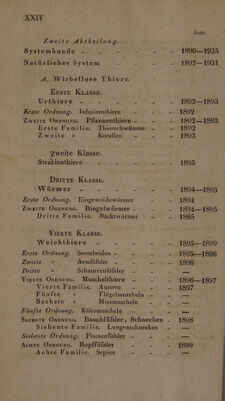 XXIV
Seite.
Zweite Abtheilung.
Systemkunde - - - - 1890—1935
Natürliches System - - - 1892—1931
A. Wirbellose Thiere.
ERSTE KLASSE.
Urthiere - - - - 1892—1893
Erste Ordnung. Infusionsthiere - - 1892
ZWEITE ORDNUNG. Pflanzenthiere - - 1892—1893
Erste Familie. Thierschwämme - - 1892
Zweite » Korallen - - 1893
Zweite Klasse.
Strahlenthiere - - - - 1893
DRITTE KLASSE.
Würmer - - - - 1894—1895
Erste Ordnung. Eingeweidewürmer - 1894
ZWEITE ORDNUNG. Ringelwürmer - - 1894—1895
Dritte Familie. Nacktwürmer - - 1895
VIERTE KLASSE.
Weichthiere - - - - 1895—1899
Erste Ordnung. Seescheiden - - - 1895—1896
Zweite » Armfüßler - -
Dritte » Schnurrenfüßler - -
VIERTE ORDNUNG. Muschelthiere - - 1896—1897
Vierte Familie. Austern - - 1897
Fünfte » Flügelmuscheln - -
Sechste » Miesmuscheln - -
Fünfte Ordnung. Kiefermuscheln - -
SECHSTE ORDNUNG. Bauchfüßler, Schnecken - 1898
Siebente Familie. Lungenschnecken -
Siebente Ordnung. Flossenfüßler - -
ACHTE ORDNUNG. Kopffüßler - - 1899
Achte Familie. Sepien - -